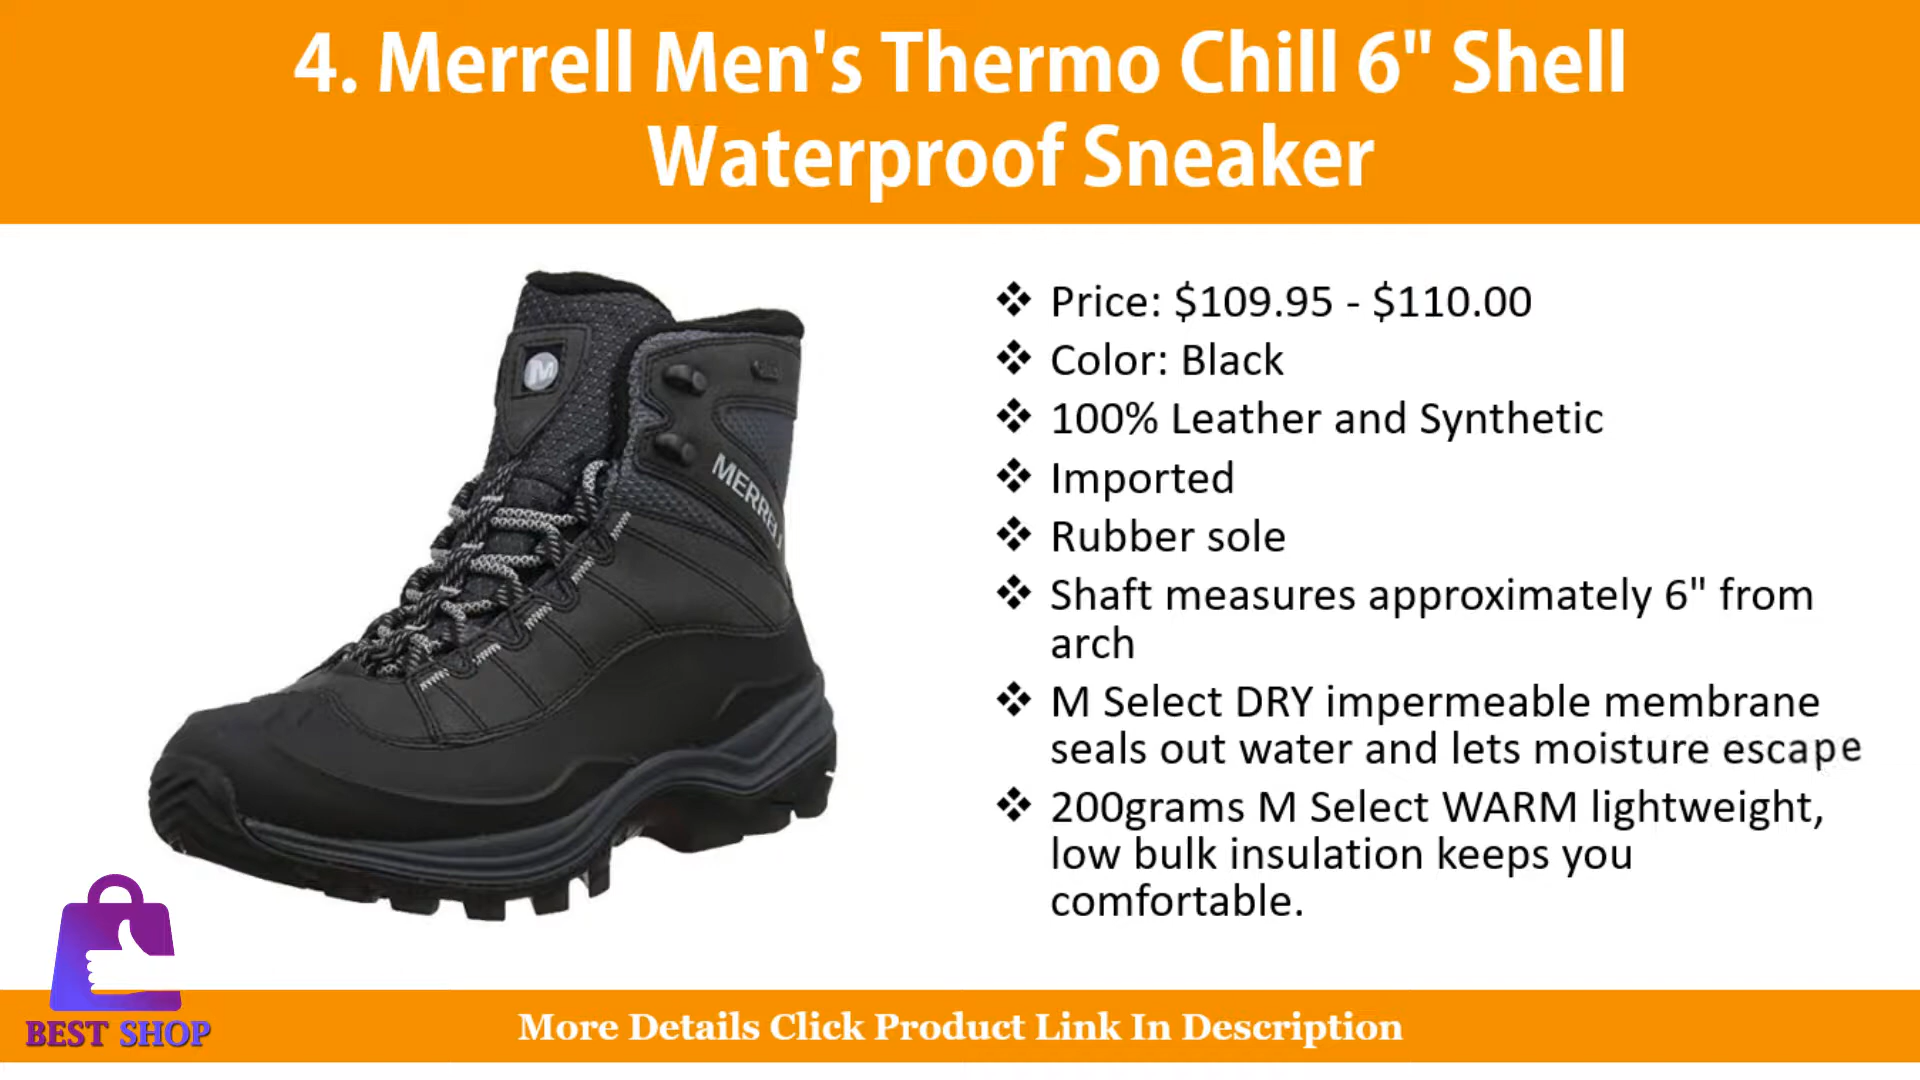 4. Merrell Men's Thermo Chill 6" Shell
Waterproof Sneaker
M
MERRELL
❖ Price: $109.95 - $110.00
❖ Color: Black
❖ 100% Leather and Synthetic
❖ Imported
❖ Rubber sole
❖ Shaft measures approximately 6" from
arch
❖ M Select DRY impermeable membrane
seals out water and lets moisture escape
❖ 200grams M Select WARM lightweight,
low bulk insulation keeps you
comfortable.
BEST SHOP
More Details Click Product Link In Description